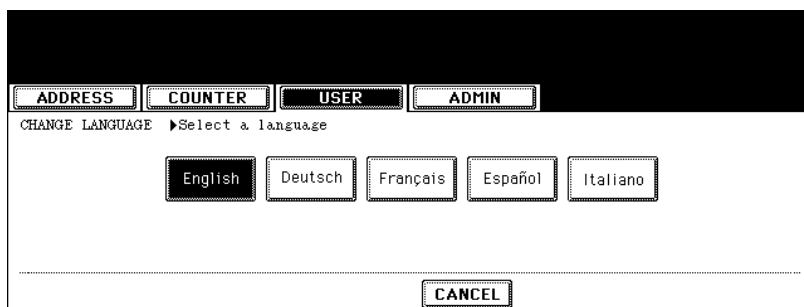 ADDRESS COUNTER USER ADMIN
CHANGE LANGUAGE ▶Select a language
English Deutsch Français Español Italiano
CANCEL